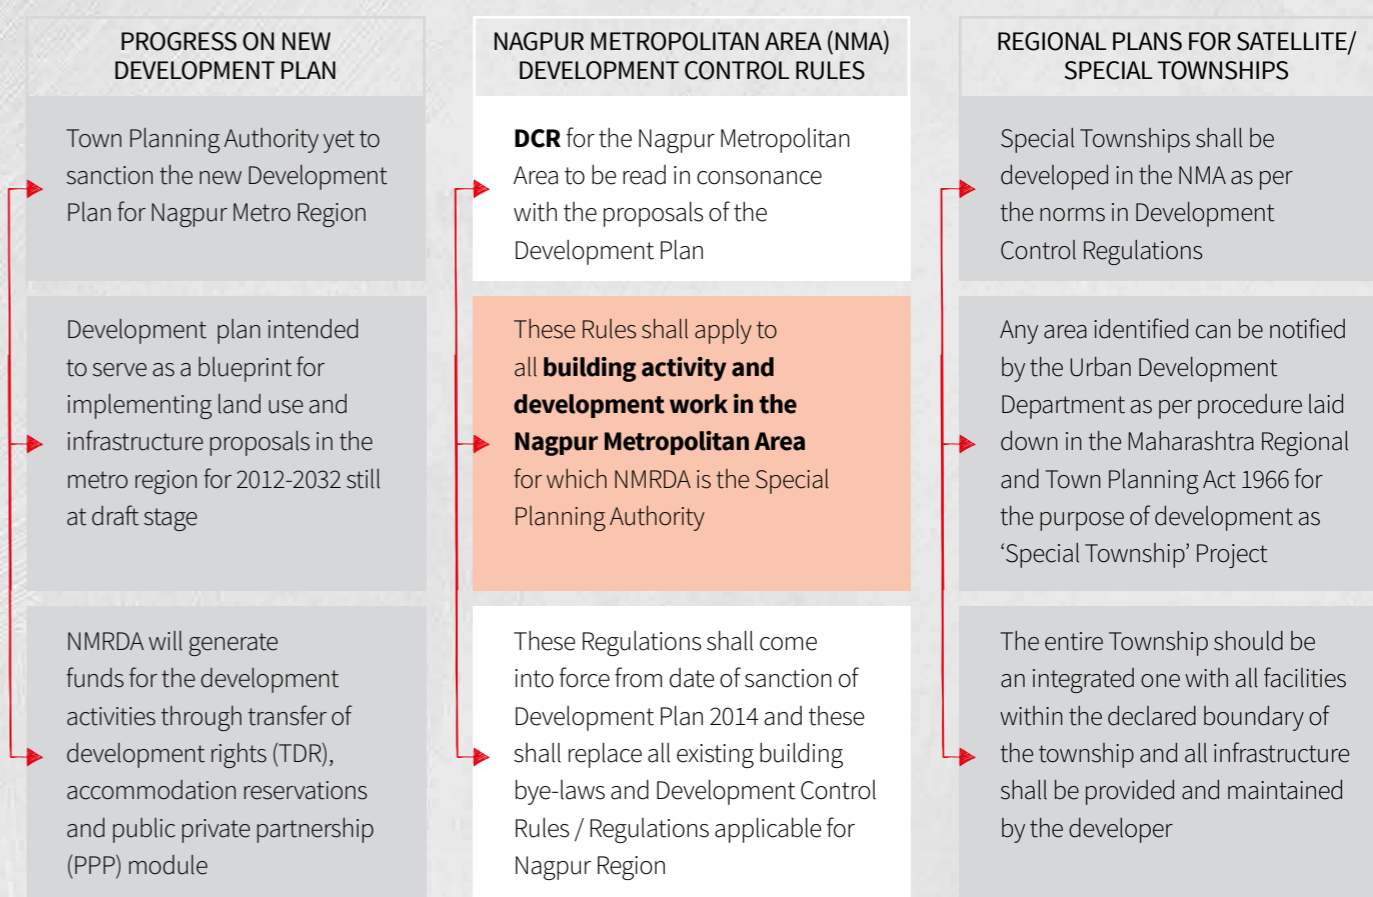 PROGRESS ON NEW
DEVELOPMENT PLAN
Town Planning Authority yet to
sanction the new Development
Plan for Nagpur Metro Region
Development plan intended
to serve as a blueprint for
implementing land use and
infrastructure proposals in the
metro region for 2012-2032 still
at draft stage
NMRDA will generate
funds for the development
activities through transfer of
development rights (TDR),
accommodation reservations
and public private partnership
(PPP) module
NAGPUR METROPOLITAN AREA (NMA)
DEVELOPMENT CONTROL RULES
DCR for the Nagpur Metropolitan
Area to be read in consonance
with the proposals of the
Development Plan
These Rules shall apply to
all building activity and
development work in the
Nagpur Metropolitan Area
for which NMRDA is the Special
Planning Authority
These Regulations shall come
into force from date of sanction of
Development Plan 2014 and these
shall replace all existing building
bye-laws and Development Control
Rules / Regulations applicable for
Nagpur Region
REGIONAL PLANS FOR SATELLITE/
SPECIAL TOWNSHIPS
Special Townships shall be
developed in the NMA as per
the norms in Development
Control Regulations
Any area identified can be notified
by the Urban Development
Department as per procedure laid
down in the Maharashtra Regional
and Town Planning Act 1966 for
the purpose of development as
‘Special Township’ Project
The entire Township should be
an integrated one with all facilities
within the declared boundary of
the township and all infrastructure
shall be provided and maintained
by the developer